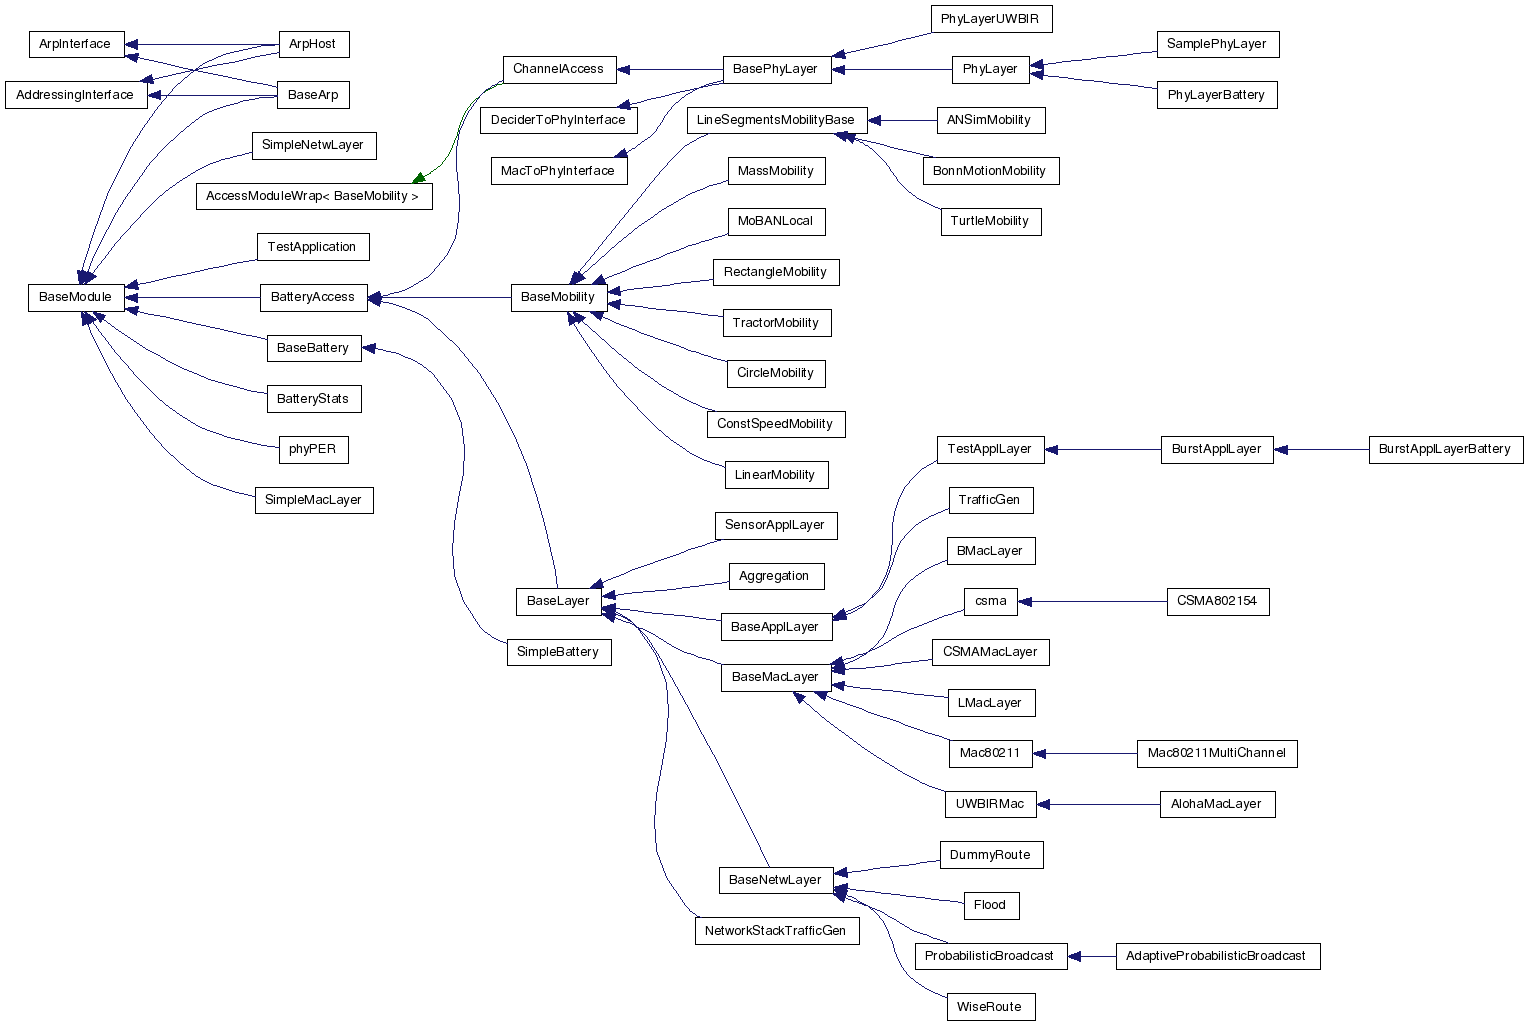 PhyLayerUWBIR
ArpInterface
ArpHost
SamplePhyLayer
ChannelAccess
BasePhyLayer
PhyLayer
AddressingInterface
BaseArp
PhyLayerBattery
DeciderToPhyInterface
LineSegmentsMobilityBase
ANSimMobility
SimpleNetwLayer
MacToPhyInterface
MassMobility
BonnMotionMobility
AccessModuleWrap< BaseMobility >
MoBANLocal
TurtleMobility
TestApplication
RectangleMobility
BaseModule
BatteryAccess
BaseMobility
TractorMobility
BaseBattery
CircleMobility
BatteryStats
ConstSpeedMobility
phyPER
TestApplLayer
BurstApplLayer
BurstApplLayerBattery
LinearMobility
SimpleMacLayer
TrafficGen
SensorApplLayer
BMacLayer
Aggregation
BaseLayer
csma
CSMA802154
BaseApplLayer
SimpleBattery
CSMAMacLayer
BaseMacLayer
LMacLayer
Mac80211
Mac80211MultiChannel
UWBIRMac
AlohaMacLayer
DummyRoute
BaseNetwLayer
Flood
NetworkStackTrafficGen
ProbabilisticBroadcast
AdaptiveProbabilisticBroadcast
WiseRoute